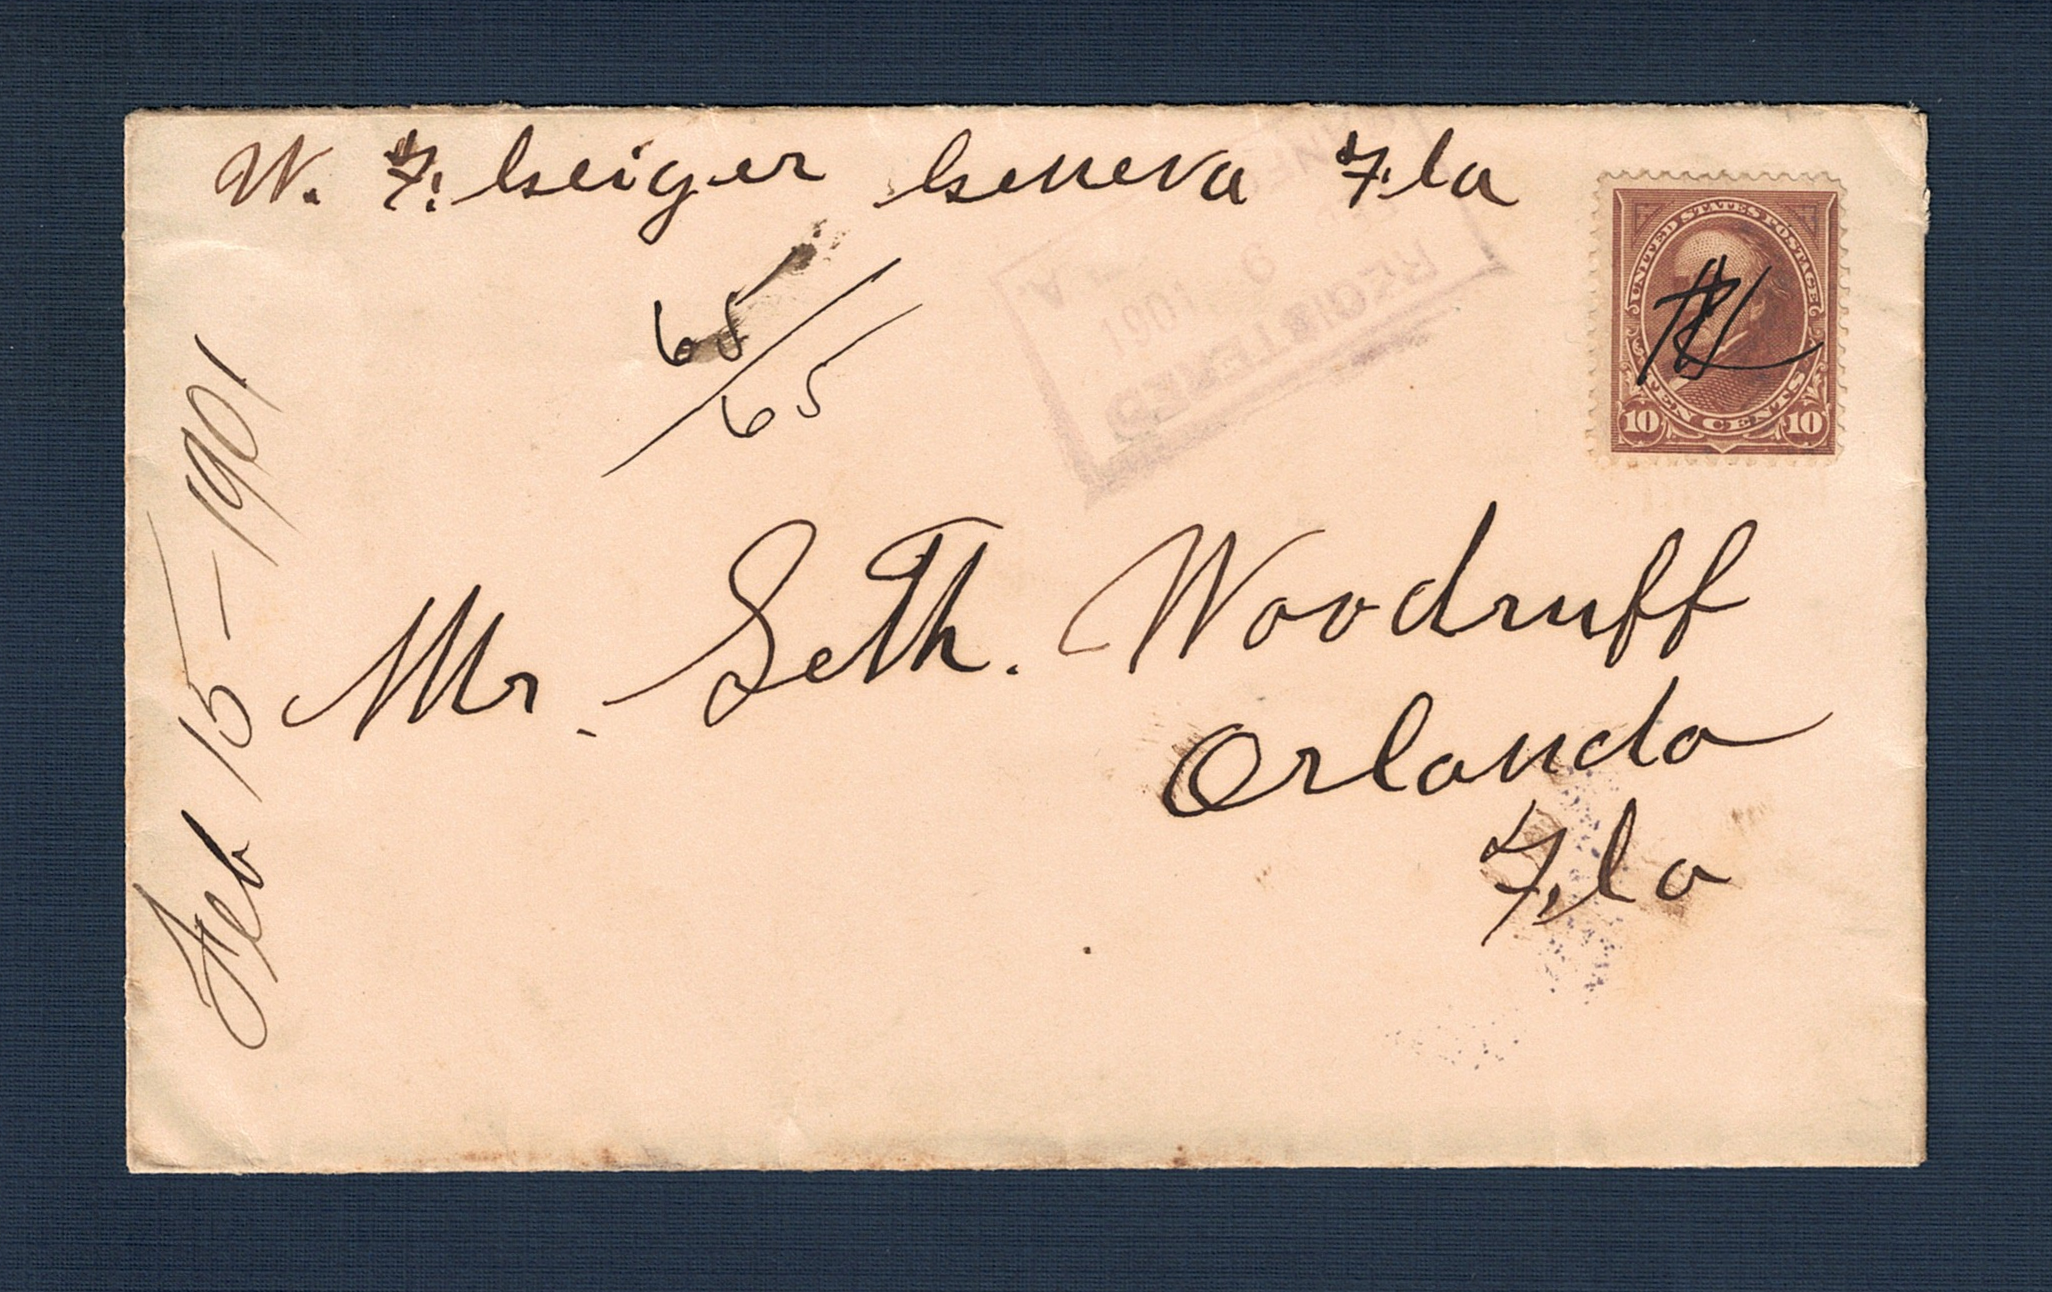 W. F. Geiger Geneva Fla
65
65
REGISTERED
1901
UNITED STATES POSTAGE
10 TEN CENTS 10
Feb 15 - 1901
Mr. Seth. Woodruff
Orlando
Fla